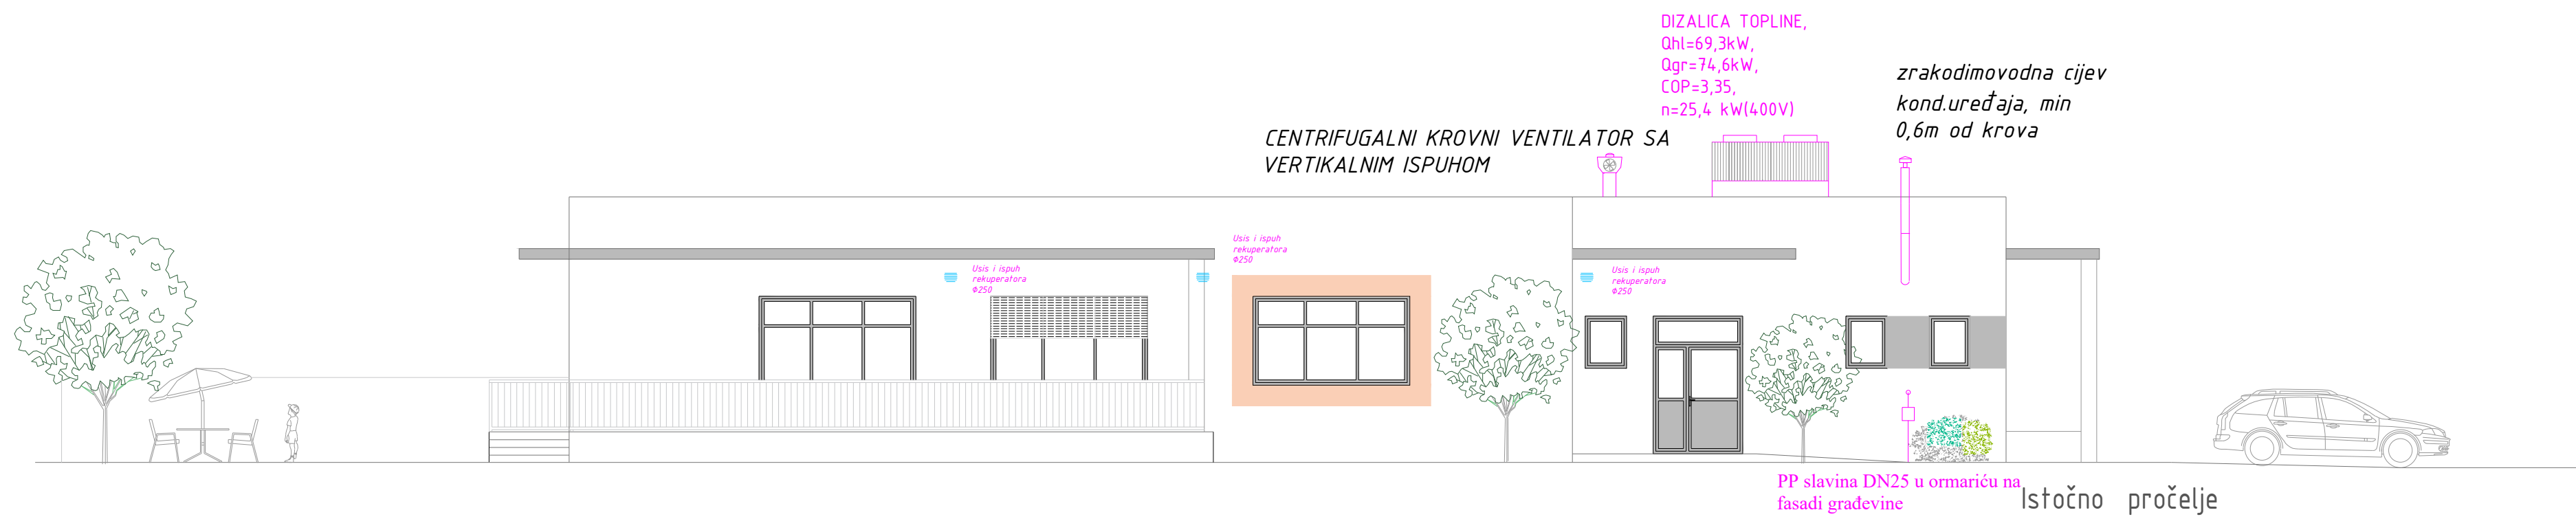 DIZALICA TOPLINE,
Qhl=69,3kW,
Qgr=74,6kW,
COP=3,35,
n=25,4 kW(400V)
zrakodimovodna cijev
kond.uređaja, min
0,6m od krova
CENTRIFUGALNI KROVNI VENTILATOR SA
VERTIKALNIM ISPUHOM
Usis i ispuh
rekuperatora
Φ250
Usis i ispuh
rekuperatora
Φ250
Usis i ispuh
rekuperatora
Φ250
PP slavina DN25 u ormariću na
fasadi građevine
Istočno pročelje